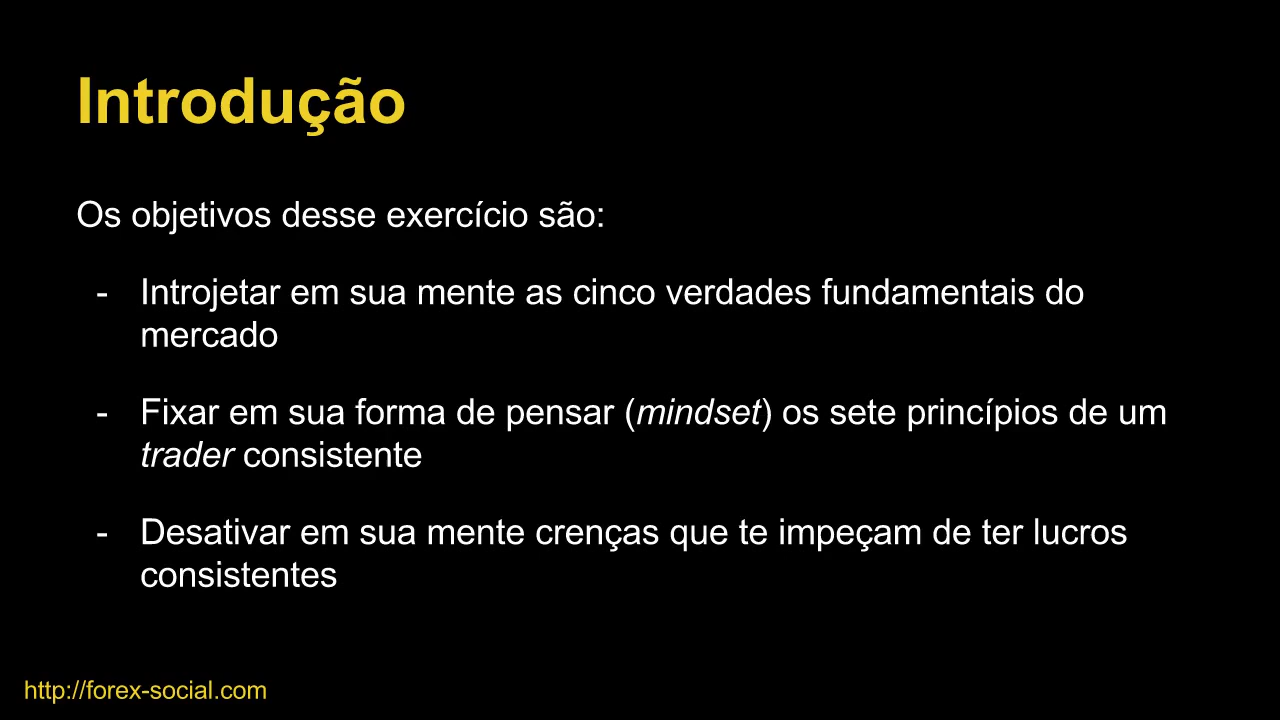 Introdução
Os objetivos desse exercício são:
- Introjetar em sua mente as cinco verdades fundamentais do
mercado
- Fixar em sua forma de pensar (mindset) os sete princípios de um
trader consistente
- Desativar em sua mente crenças que te impeçam de ter lucros
consistentes
http://forex-social.com